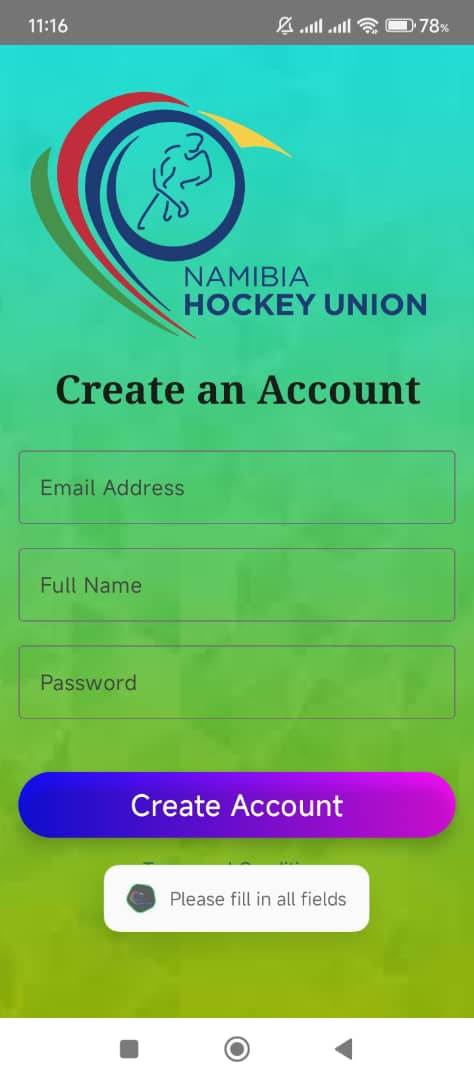 11:16
78%
NAMIBIA
HOCKEY UNION
Create an Account
Email Address
Full Name
Password
Create Account
Please fill in all fields